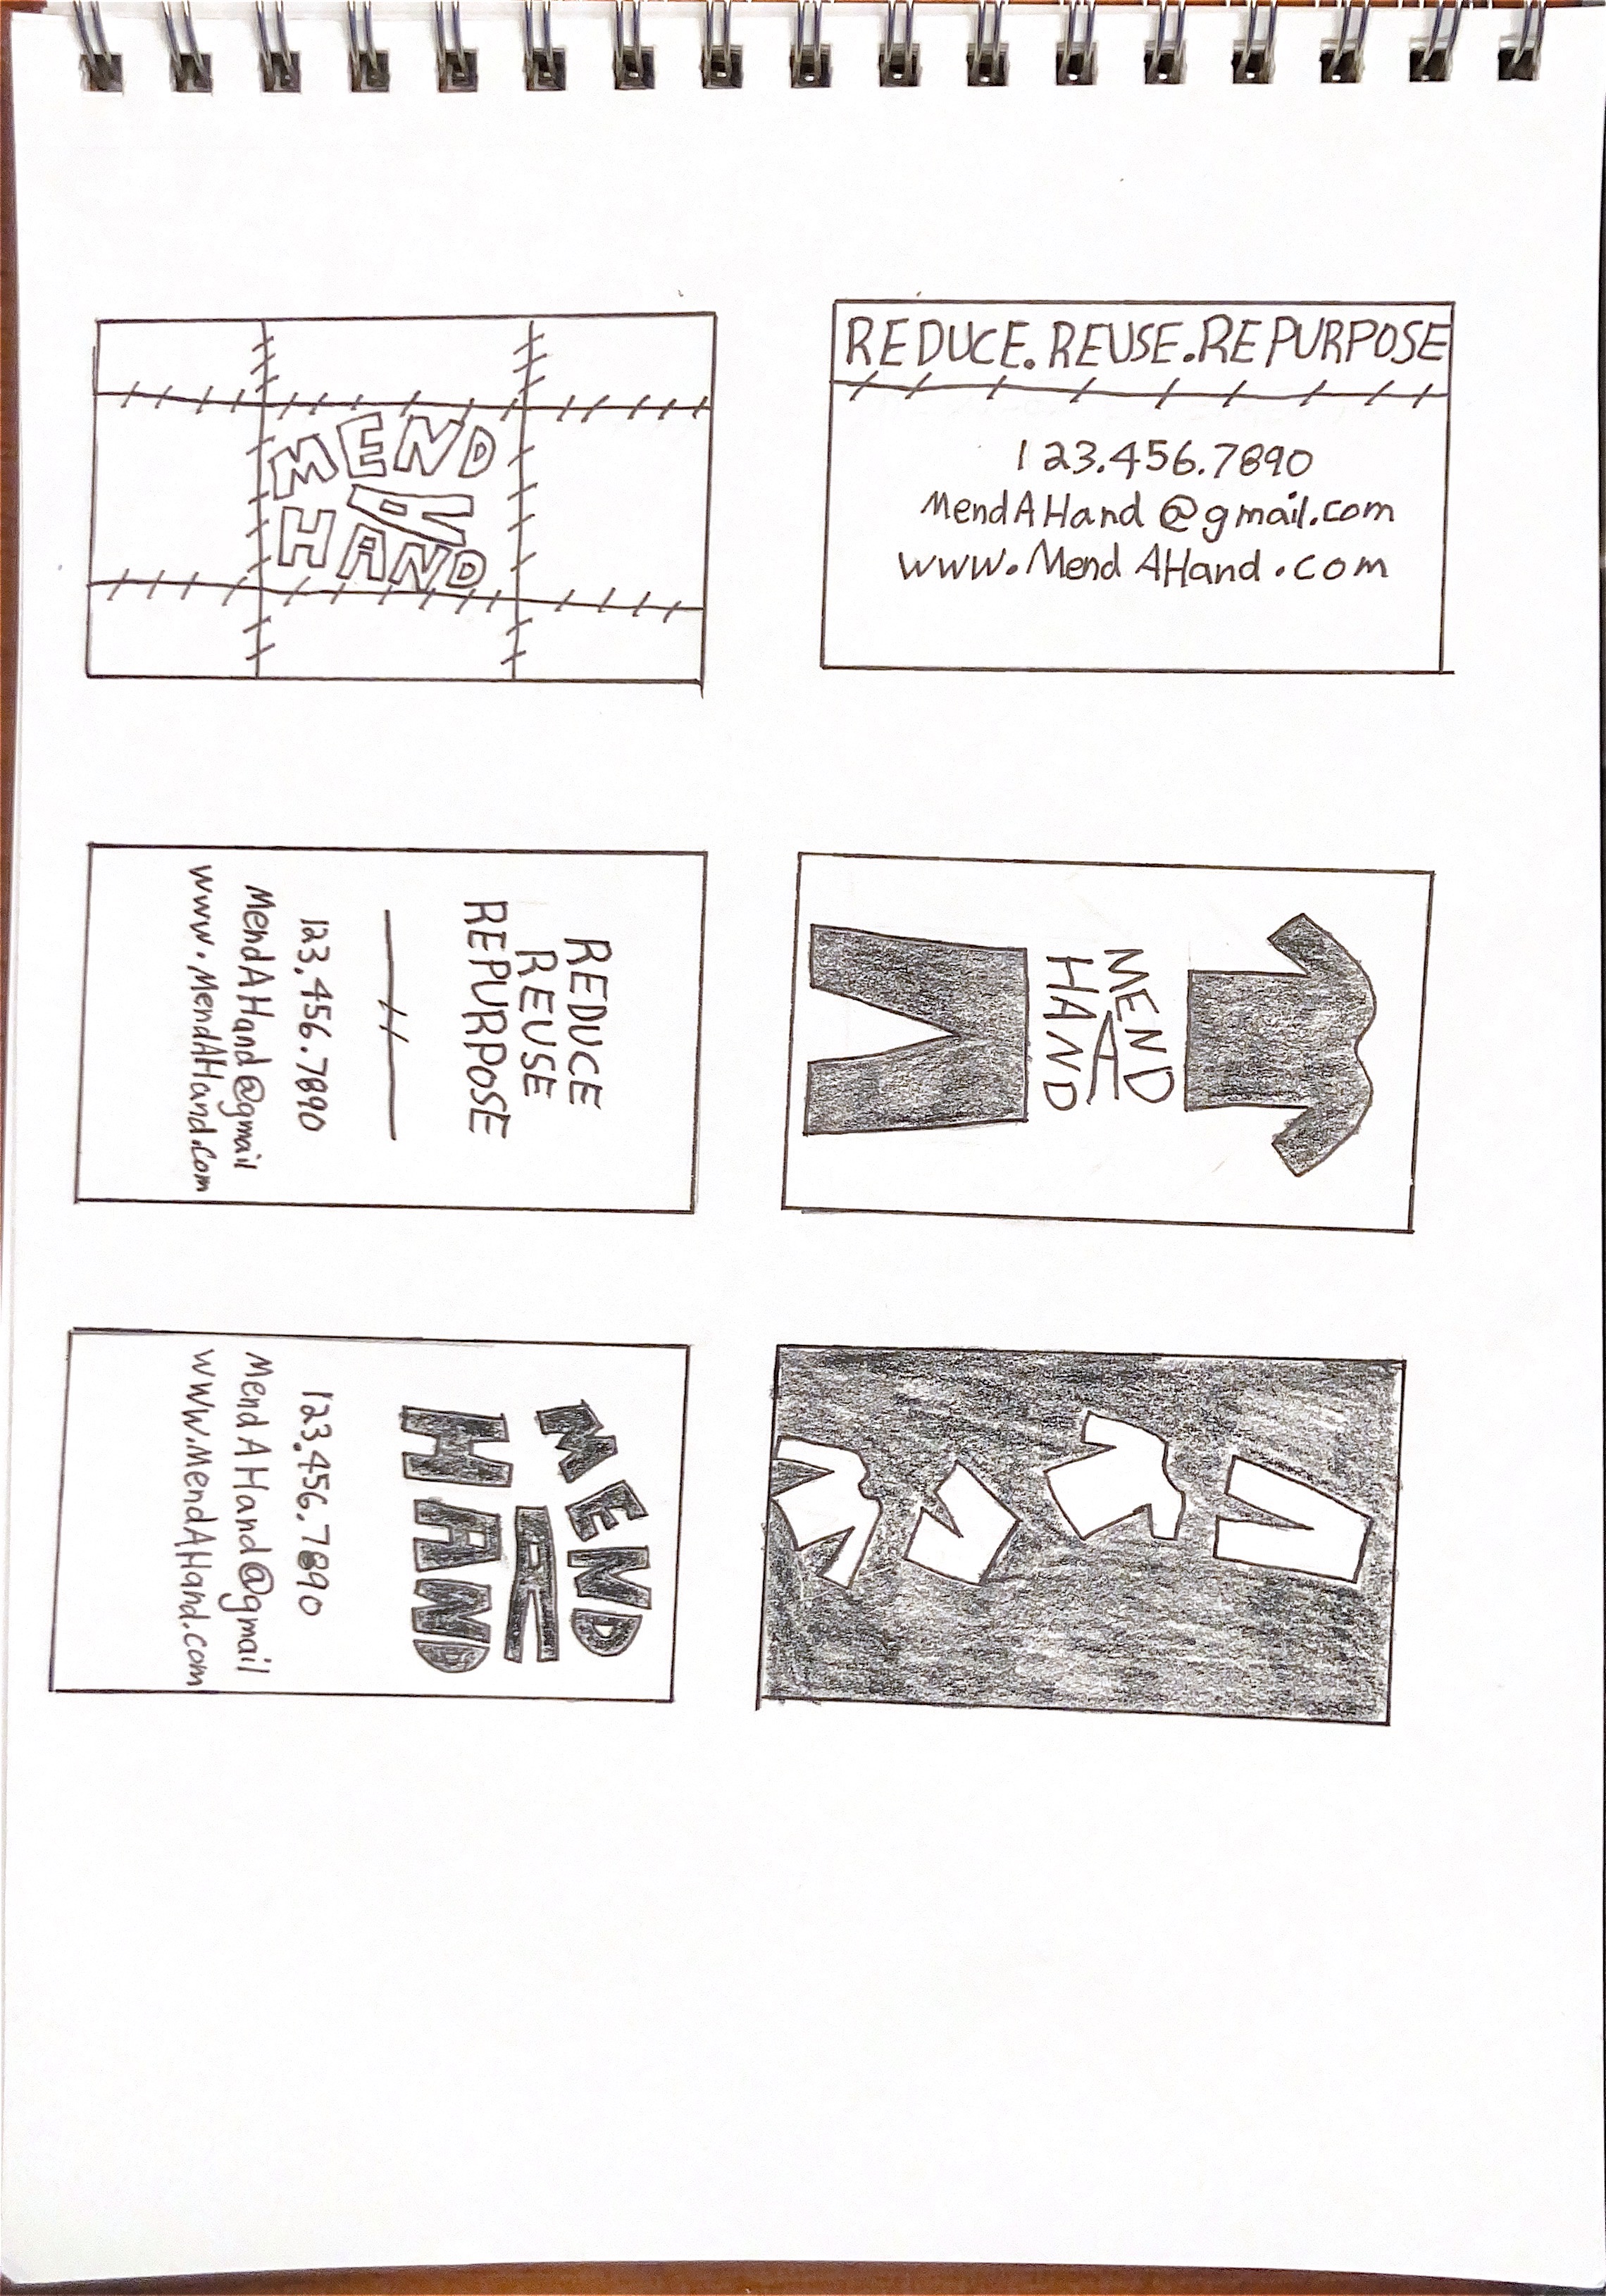 MEND
A
HAND
REDUCE.REUSE.REPURPOSE
123.456.7890
MendAHand@gmail.com
www.MendAHand.com
REDUCE
REUSE
REPURPOSE
123.456.7890
MendAHand@gmail
www.MendAHand.com
MEND
A
HAND
MEND
A
HAND
123.456.7890
MendAHand@gmail
www.MendAHand.com